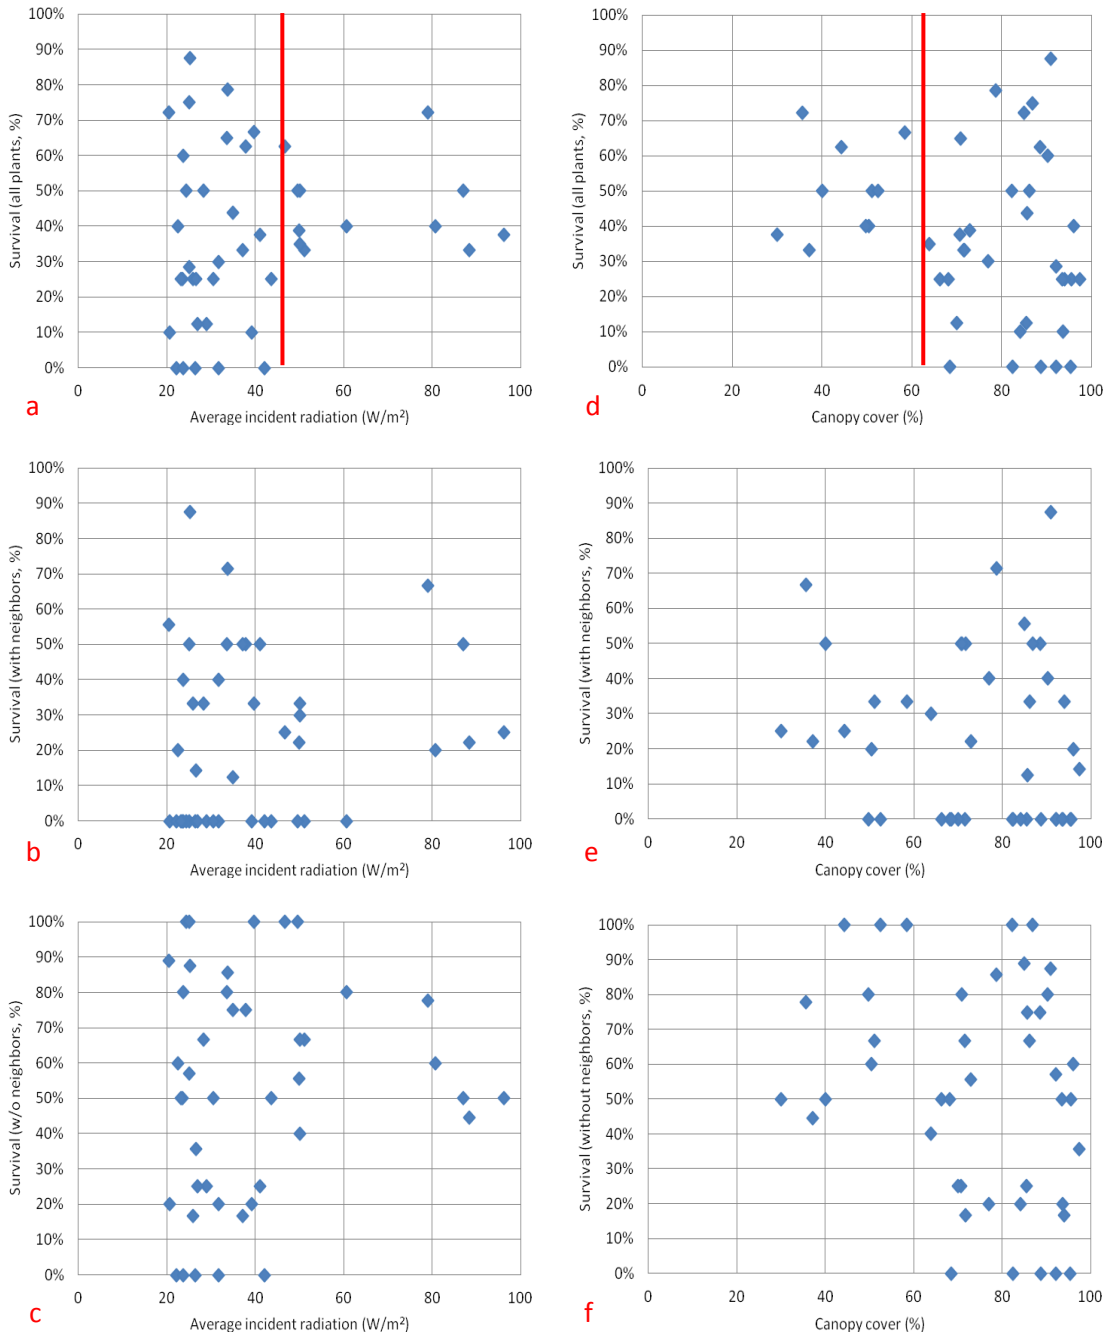 100%
90%
80%
70%
60%
50%
40%
30%
20%
10%
0%
Survival (all plants, %)
0 20 40 60 80 100
Average incident radiation (W/m²)
a
100%
90%
80%
70%
60%
50%
40%
30%
20%
10%
0%
Survival (all plants, %)
0 20 40 60 80 100
Canopy cover (%)
d
100%
90%
80%
70%
60%
50%
40%
30%
20%
10%
0%
Survival (with neighbors, %)
0 20 40 60 80 100
Average incident radiation (W/m²)
b
100%
90%
80%
70%
60%
50%
40%
30%
20%
10%
0%
Survival (with neighbors, %)
0 20 40 60 80 100
Canopy cover (%)
e
100%
90%
80%
70%
60%
50%
40%
30%
20%
10%
0%
Survival (w/o neighbors, %)
0 20 40 60 80 100
Average incident radiation (W/m²)
c
100%
90%
80%
70%
60%
50%
40%
30%
20%
10%
0%
Survival (without neighbors, %)
0 20 40 60 80 100
Canopy cover (%)
f